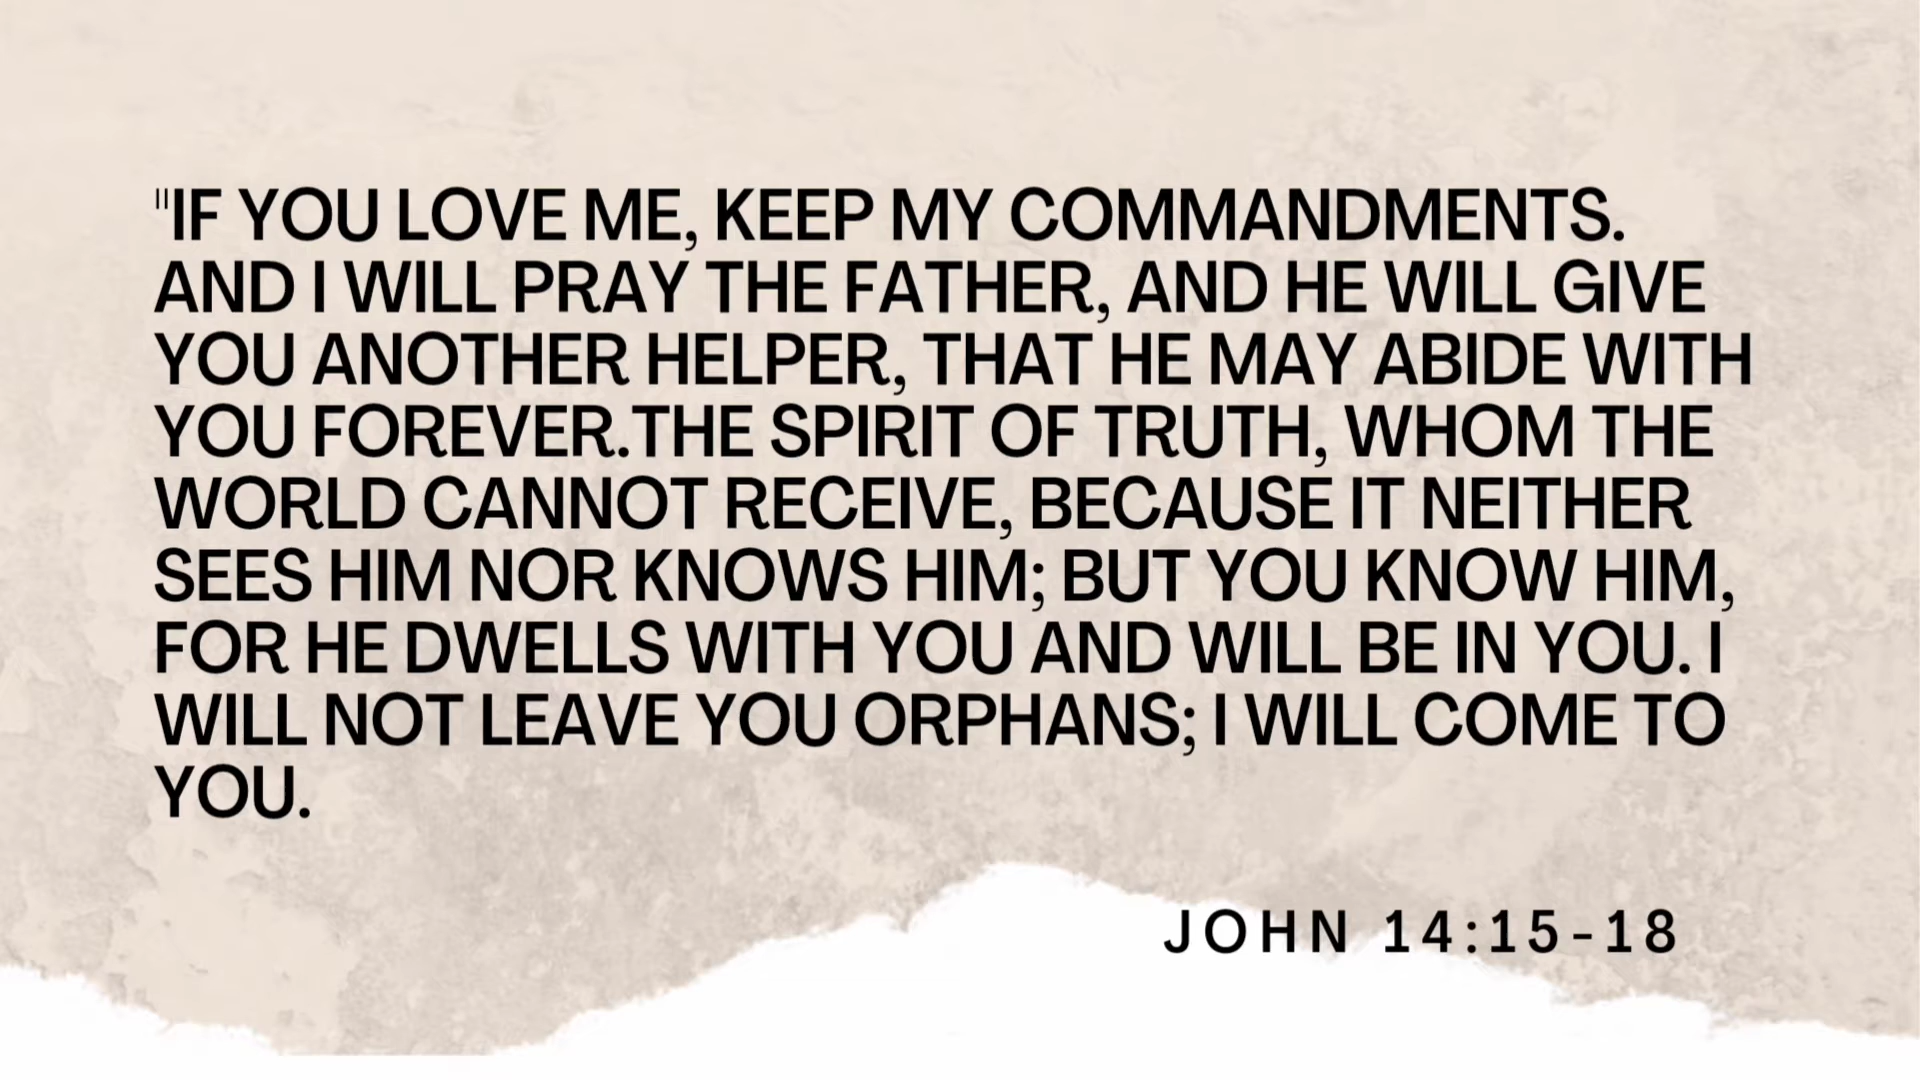 "IF YOU LOVE ME, KEEP MY COMMANDMENTS.
AND I WILL PRAY THE FATHER, AND HE WILL GIVE
YOU ANOTHER HELPER, THAT HE MAY ABIDE WITH
YOU FOREVER.THE SPIRIT OF TRUTH, WHOM THE
WORLD CANNOT RECEIVE, BECAUSE IT NEITHER
SEES HIM NOR KNOWS HIM; BUT YOU KNOW HIM,
FOR HE DWELLS WITH YOU AND WILL BE IN YOU. I
WILL NOT LEAVE YOU ORPHANS; I WILL COME TO
YOU.
JOHN 14:15-18